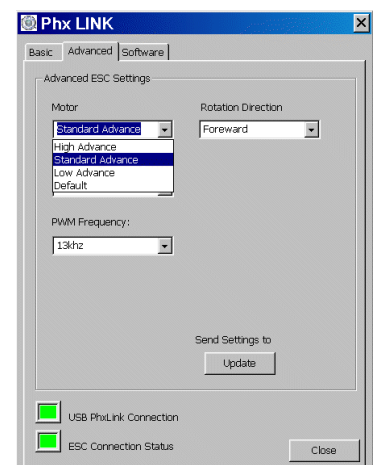 Phx LINK
Basic Advanced Software
Advanced ESC Settings
Motor Rotation Direction
Standard Advance Foreward
High Advance
Standard Advance
Low Advance
Default
PWM Frequency:
13khz
Send Settings to
Update
USB PhxLink Connection
ESC Connection Status
Close